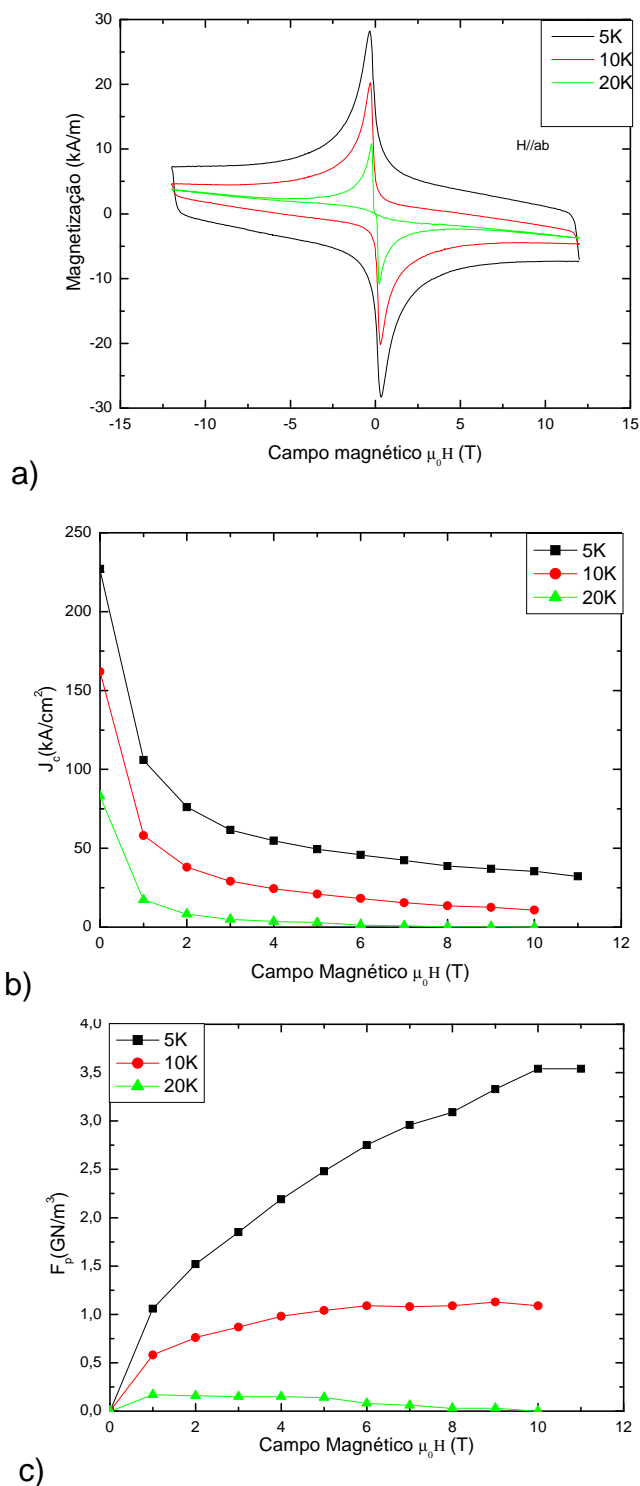 30
20
10
0
-10
-20
-30
Magnetização (kA/m)
5K
10K
20K
H//ab
-15 -10 -5 0 5 10 15
Campo magnético μ₀H (T)
a)
250
200
150
100
50
0
J_c(kA/cm²)
5K
10K
20K
0 2 4 6 8 10 12
Campo Magnético μ₀H (T)
b)
4,0
3,5
3,0
2,5
2,0
1,5
1,0
0,5
0,0
F_p(GN/m³)
5K
10K
20K
0 2 4 6 8 10 12
Campo Magnético μ₀H (T)
c)